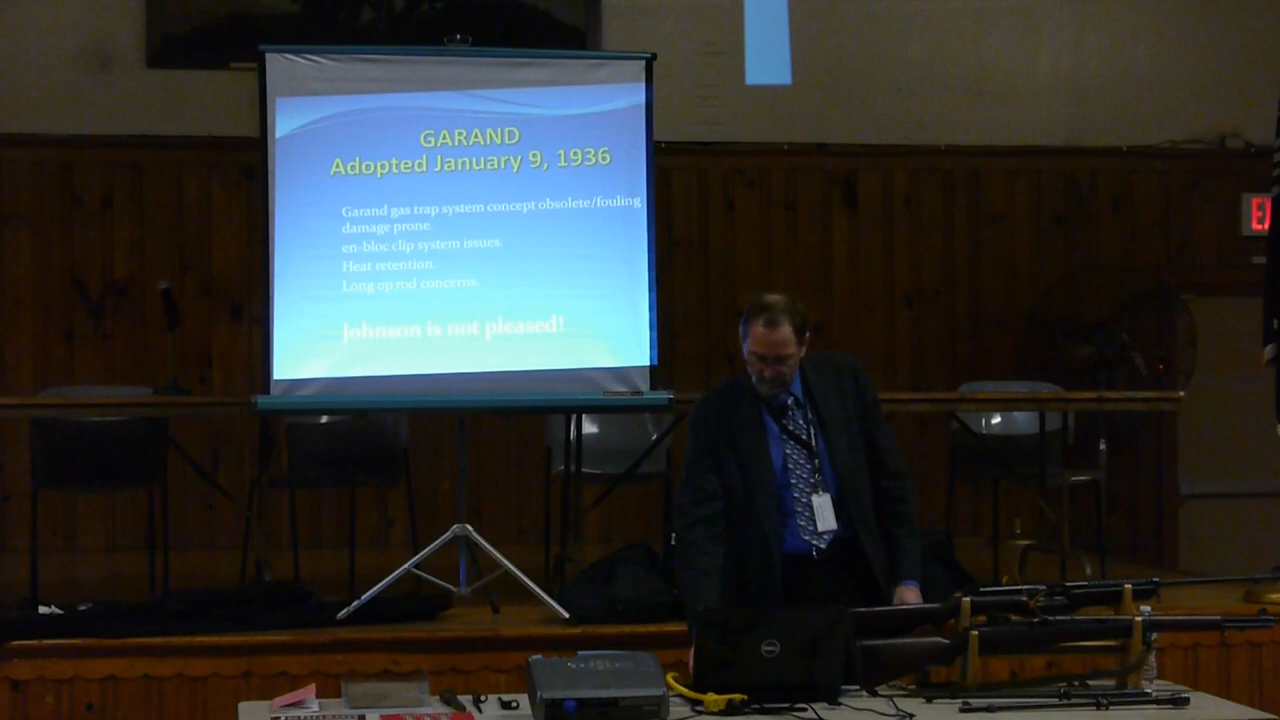 GARAND
Adopted January 9, 1936
Garand gas trap system concept obsolete/fouling
damage prone.
en-bloc clip system issues.
Heat retention.
Long op rod concerns.
Johnson is not pleased!
DELL